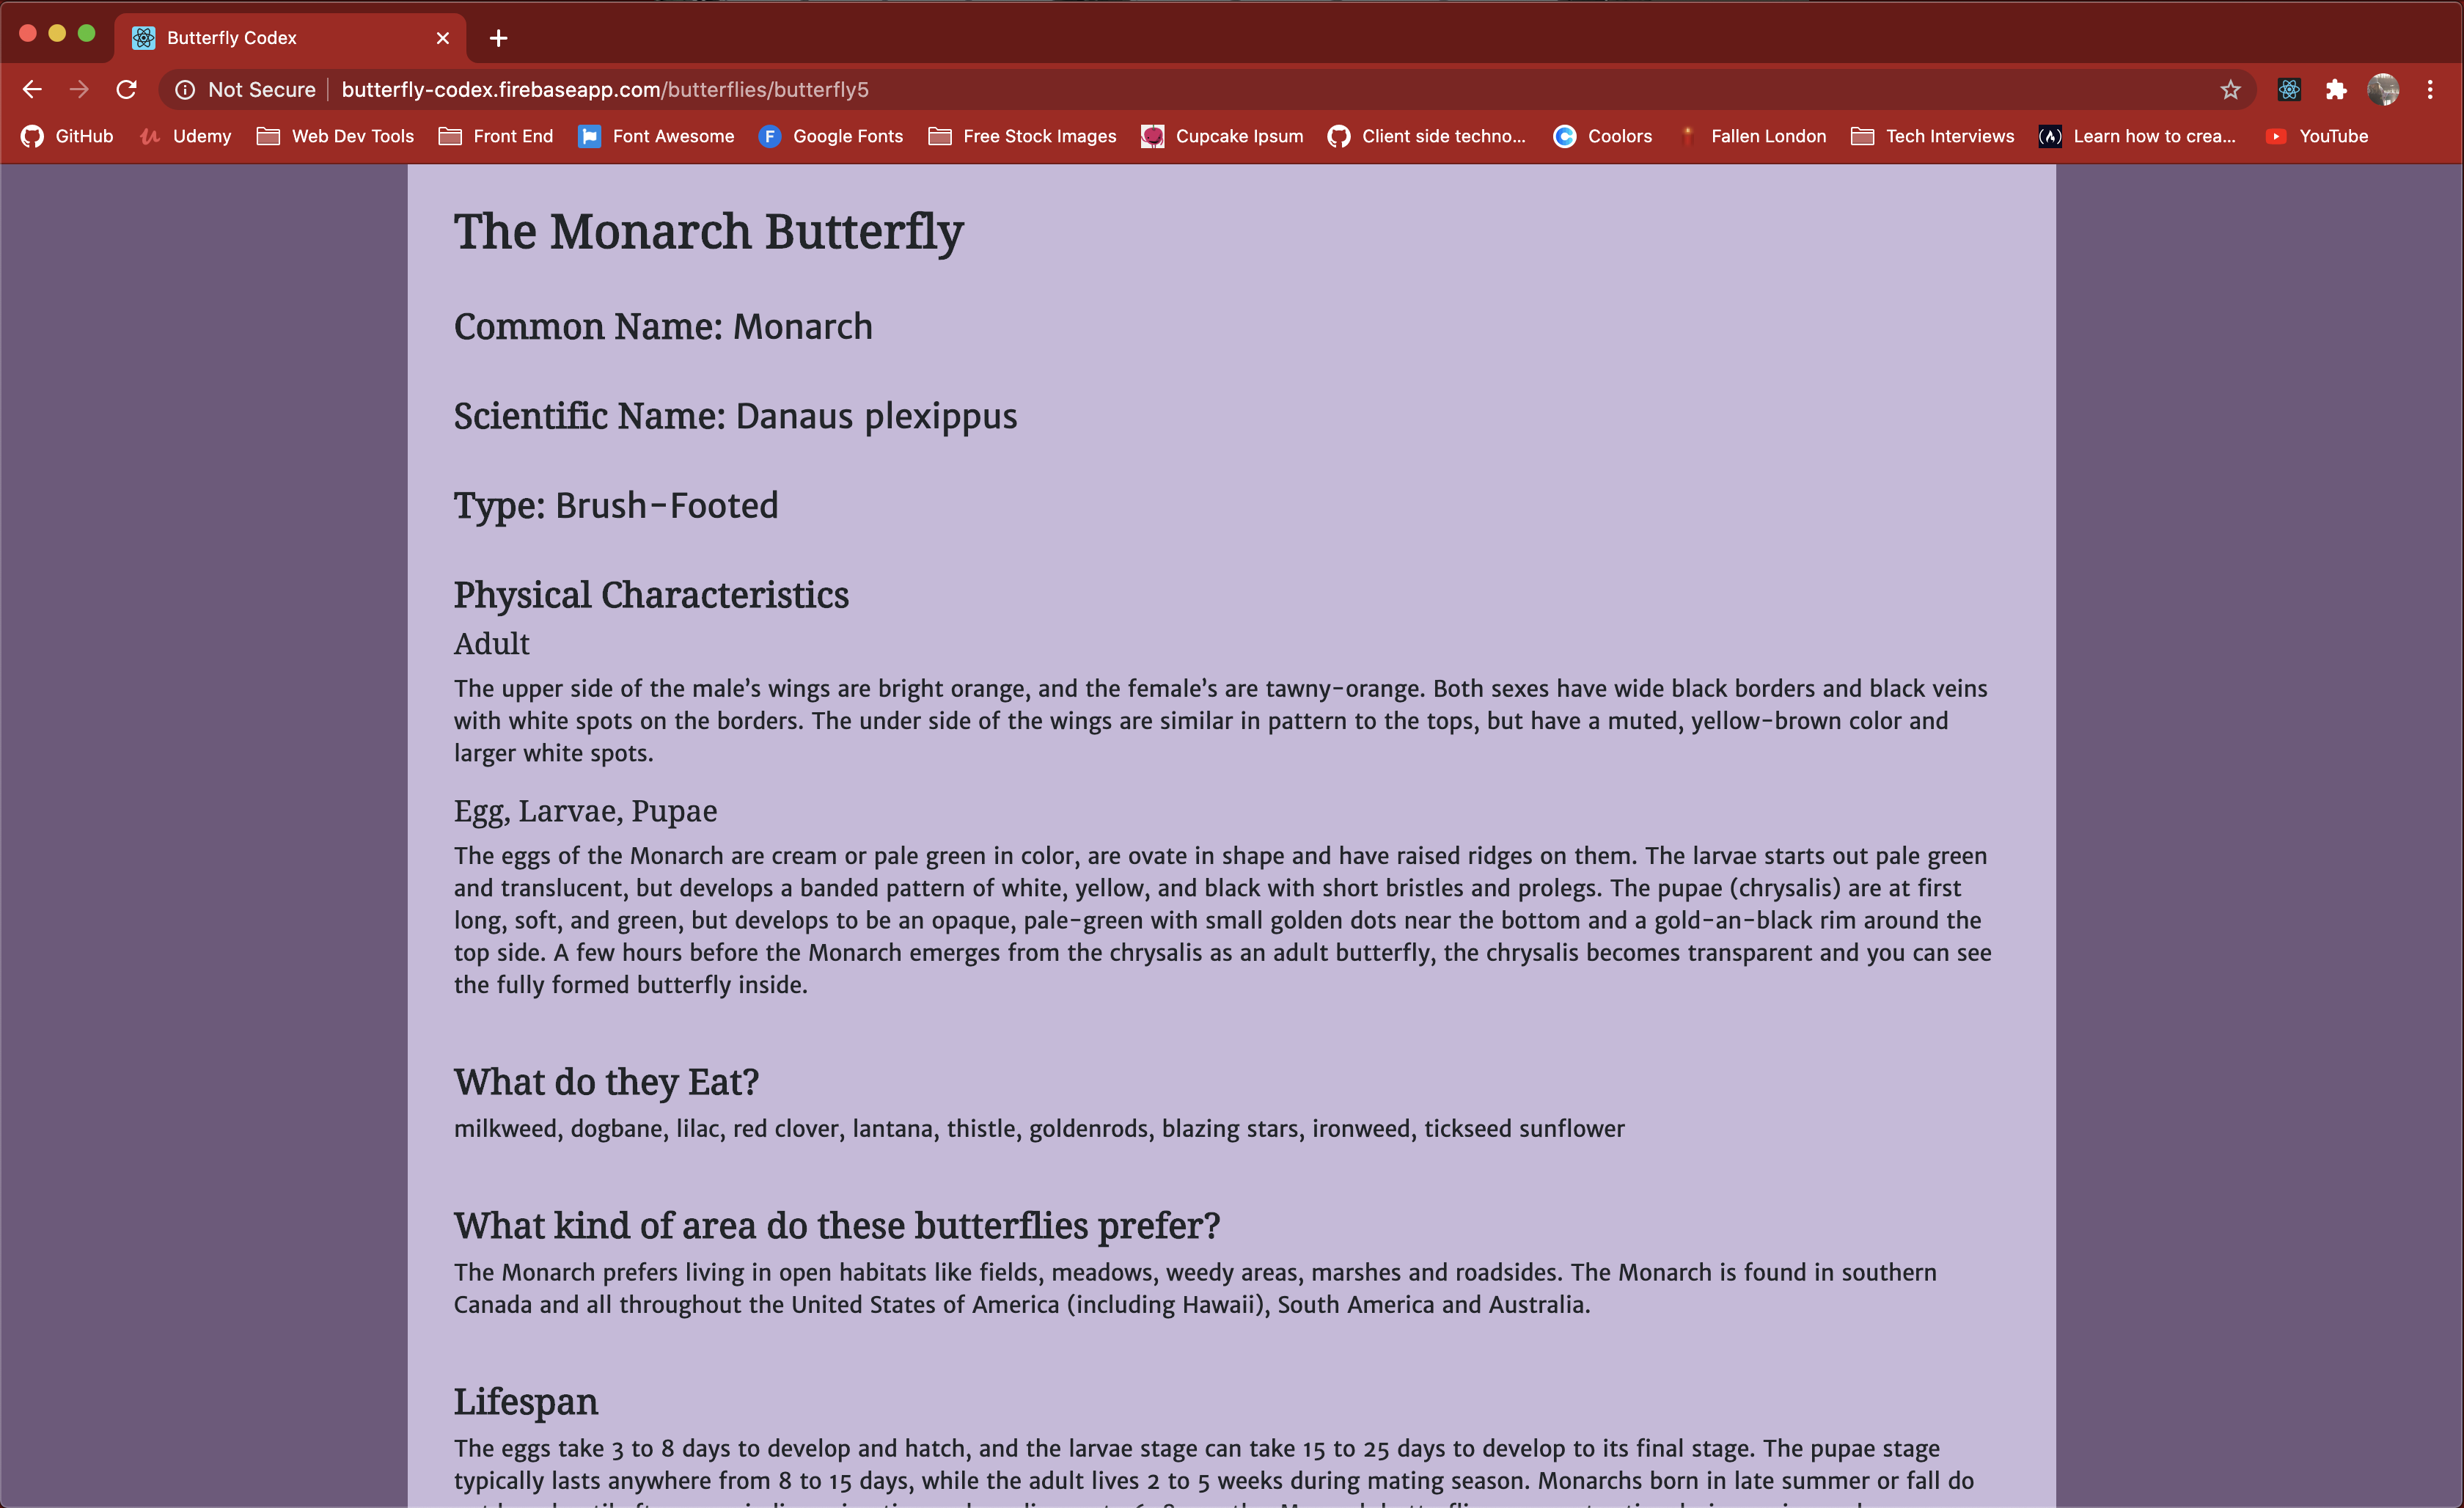 Butterfly Codex
Not Secure butterfly-codex.firebaseapp.com/butterflies/butterfly5
GitHub Udemy Web Dev Tools Front End Font Awesome Google Fonts Free Stock Images Cupcake Ipsum Client side techno... Coolors Fallen London Tech Interviews Learn how to crea... YouTube
The Monarch Butterfly
Common Name: Monarch
Scientific Name: Danaus plexippus
Type: Brush-Footed
Physical Characteristics
Adult
The upper side of the male’s wings are bright orange, and the female’s are tawny-orange. Both sexes have wide black borders and black veins
with white spots on the borders. The under side of the wings are similar in pattern to the tops, but have a muted, yellow-brown color and
larger white spots.
Egg, Larvae, Pupae
The eggs of the Monarch are cream or pale green in color, are ovate in shape and have raised ridges on them. The larvae starts out pale green
and translucent, but develops a banded pattern of white, yellow, and black with short bristles and prolegs. The pupae (chrysalis) are at first
long, soft, and green, but develops to be an opaque, pale-green with small golden dots near the bottom and a gold-an-black rim around the
top side. A few hours before the Monarch emerges from the chrysalis as an adult butterfly, the chrysalis becomes transparent and you can see
the fully formed butterfly inside.
What do they Eat?
milkweed, dogbane, lilac, red clover, lantana, thistle, goldenrods, blazing stars, ironweed, tickseed sunflower
What kind of area do these butterflies prefer?
The Monarch prefers living in open habitats like fields, meadows, weedy areas, marshes and roadsides. The Monarch is found in southern
Canada and all throughout the United States of America (including Hawaii), South America and Australia.
Lifespan
The eggs take 3 to 8 days to develop and hatch, and the larvae stage can take 15 to 25 days to develop to its final stage. The pupae stage
typically lasts anywhere from 8 to 15 days, while the adult lives 2 to 5 weeks during mating season. Monarchs born in late summer or fall do